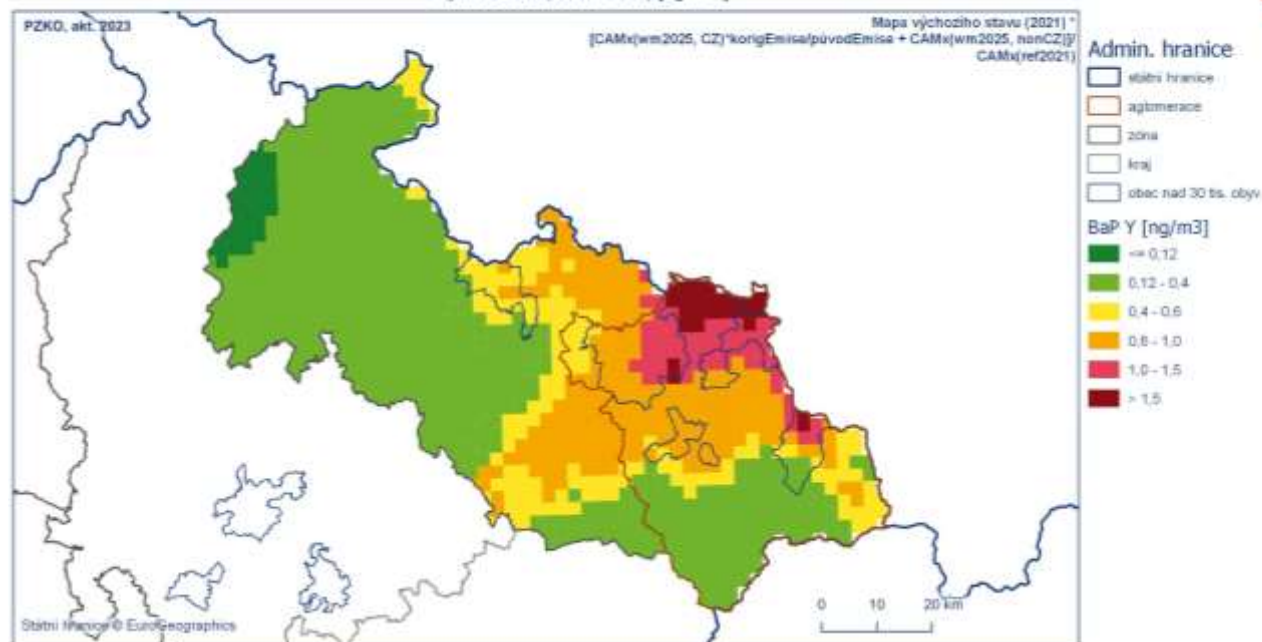 PZKO, akt. 2023
Mapa výchozího stavu (2021) *
[CAMx(wm2025, CZ)*korigEmise/původEmise + CAMx(wm2025, nonCZ)]/
CAMx(ref2021)
Admin. hranice
státní hranice
aglomerace
zóna
kraj
obec nad 30 tis. obyv.
BaP Y [ng/m3]
<= 0,12
0,12 - 0,4
0,4 - 0,6
0,6 - 1,0
1,0 - 1,5
> 1,5
0 10 20 km
Státní hranice © EuroGeographics